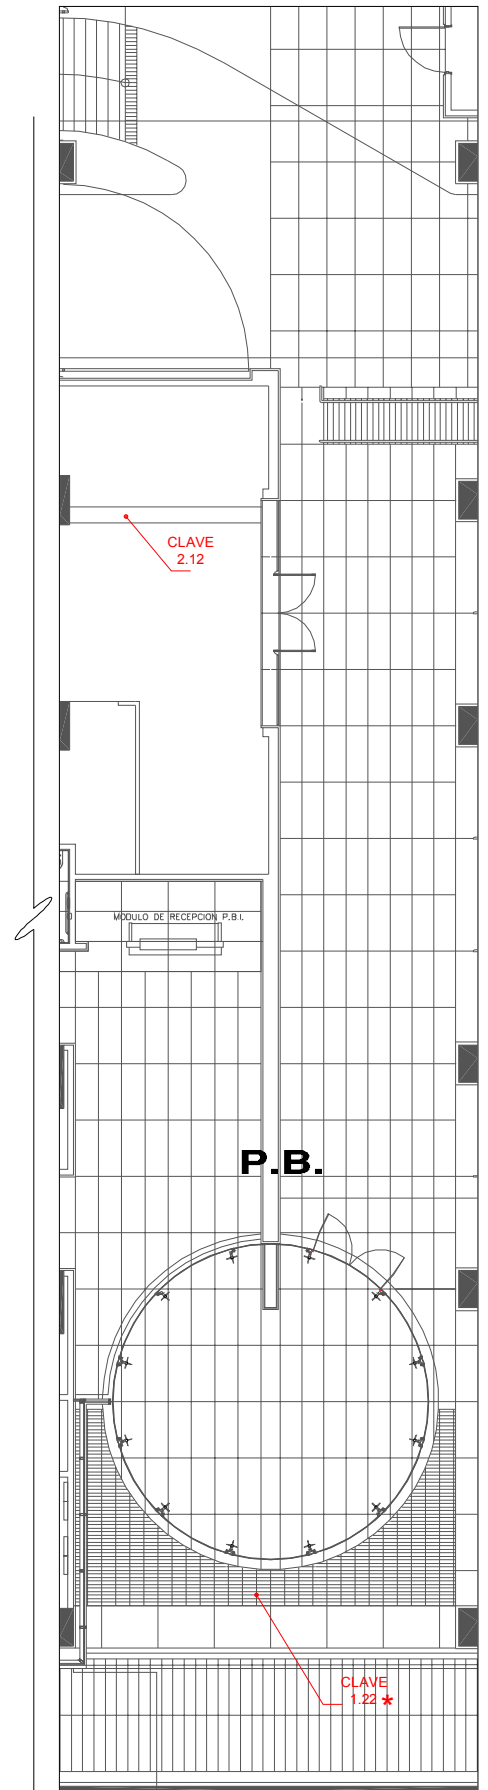 CLAVE
2.12
MODULO DE RECEPCION P.B.I.
P.B.
CLAVE
1.22 *